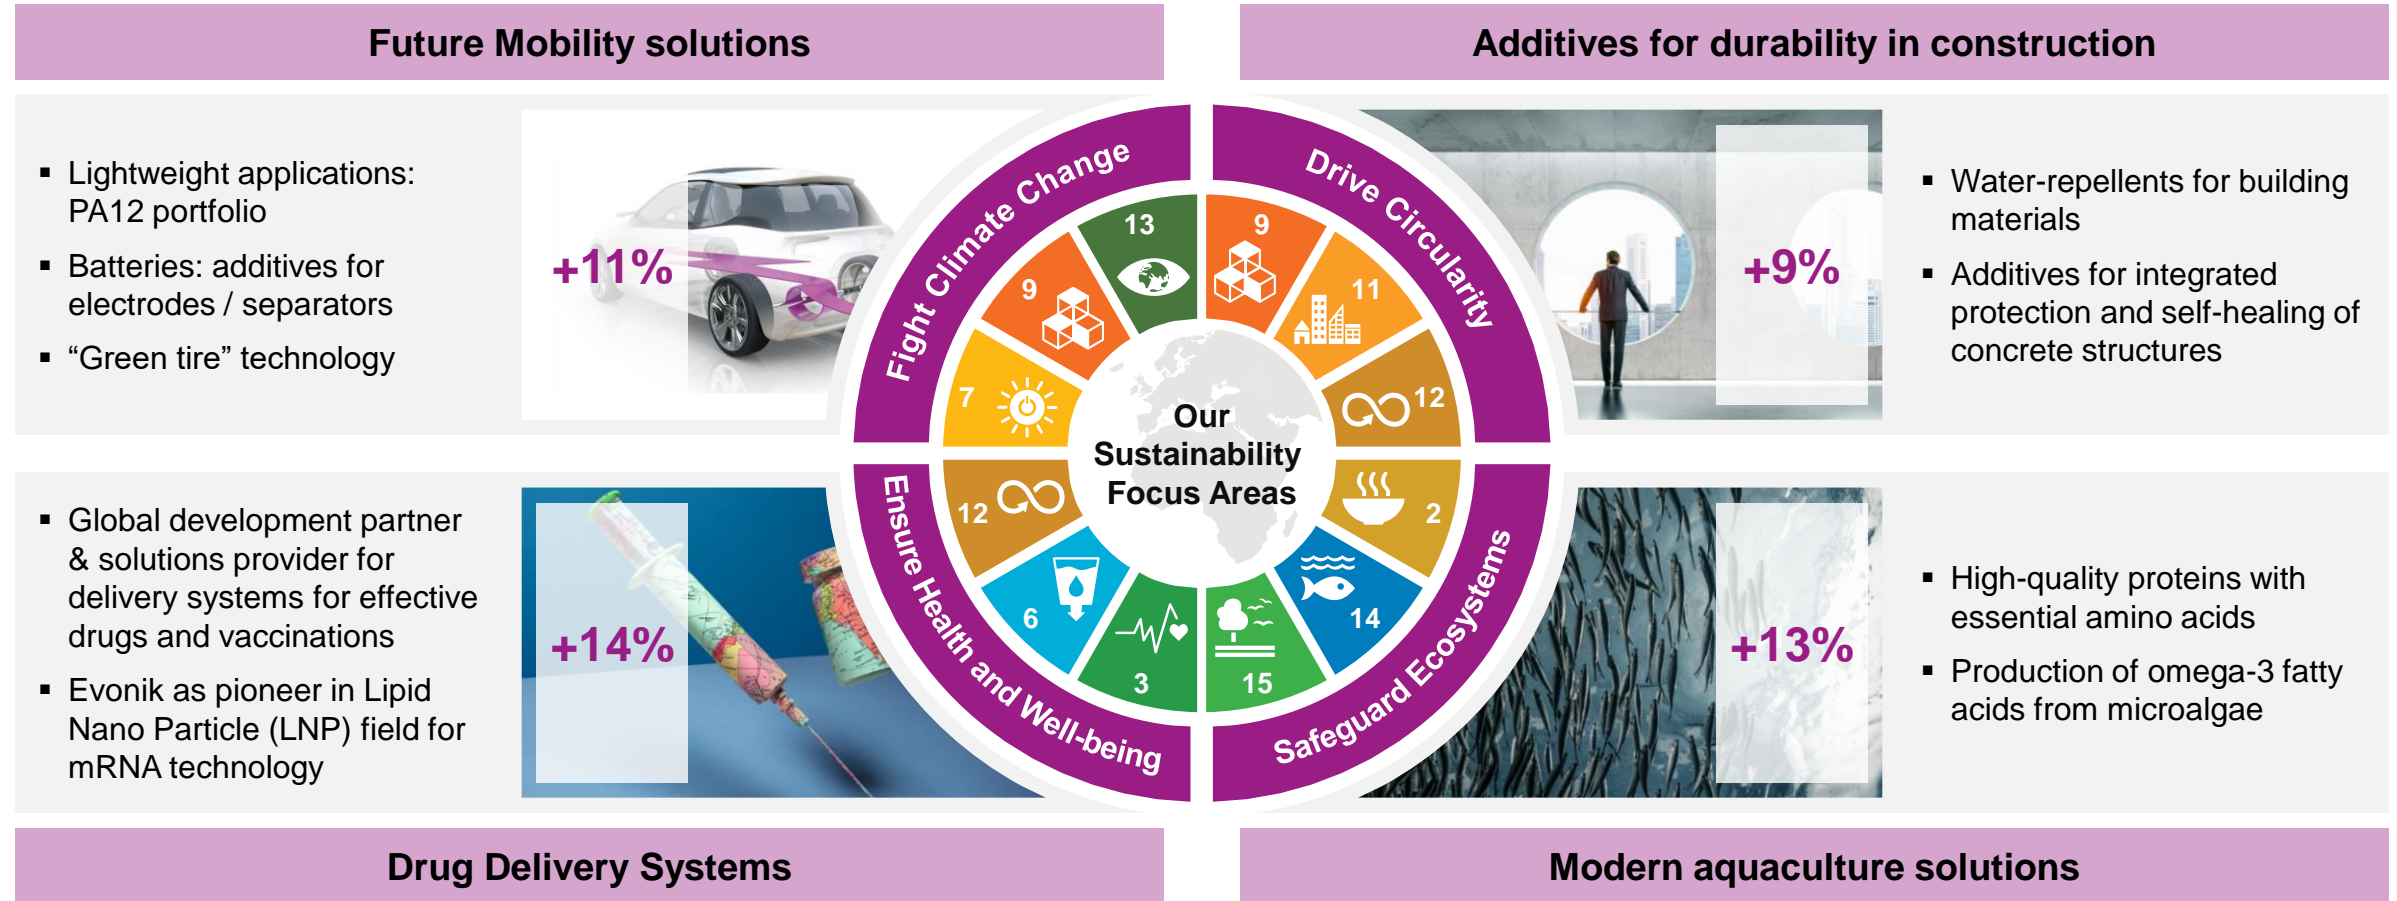 Future Mobility solutions
Additives for durability in construction
▪ Lightweight applications:
PA12 portfolio
▪ Batteries: additives for
electrodes / separators
▪ “Green tire” technology
+11%
Fight Climate Change
13
9
7
Drive Circularity
9
11
12
+9%
▪ Water-repellents for building
materials
▪ Additives for integrated
protection and self-healing of
concrete structures
Our
Sustainability
Focus Areas
▪ Global development partner
& solutions provider for
delivery systems for effective
drugs and vaccinations
▪ Evonik as pioneer in Lipid
Nano Particle (LNP) field for
mRNA technology
+14%
Ensure Health and Well-being
12
6
3
Safeguard Ecosystems
2
14
15
+13%
▪ High-quality proteins with
essential amino acids
▪ Production of omega-3 fatty
acids from microalgae
Drug Delivery Systems
Modern aquaculture solutions